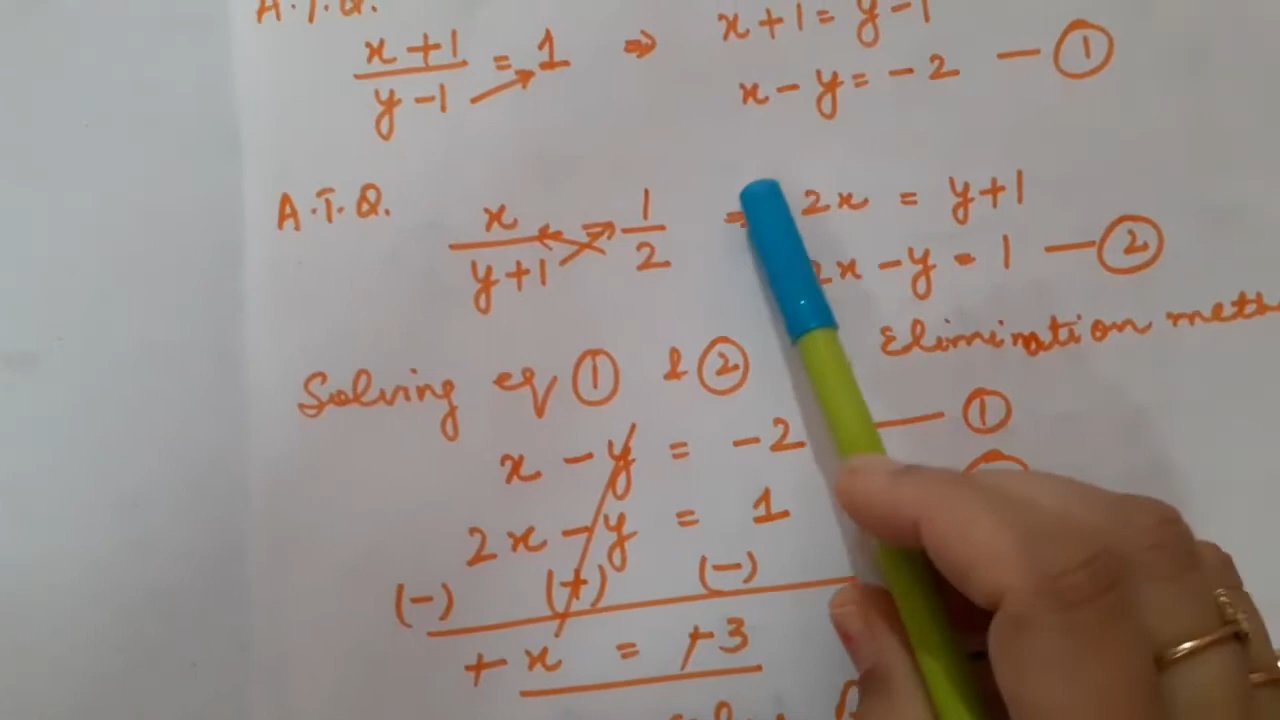 A.T.Q.
x+1 = y-1
x+1/y-1 = 1 ⇒
x - y = -2 — ①
A.T.Q. x/y+1 = 1/2 = 2x = y+1
2x - y = 1 — ②
Elimination
Solving eq ① & ②
x - y = -2 — ①
2x - y = 1
(-) (+) (-)
+ x = +3